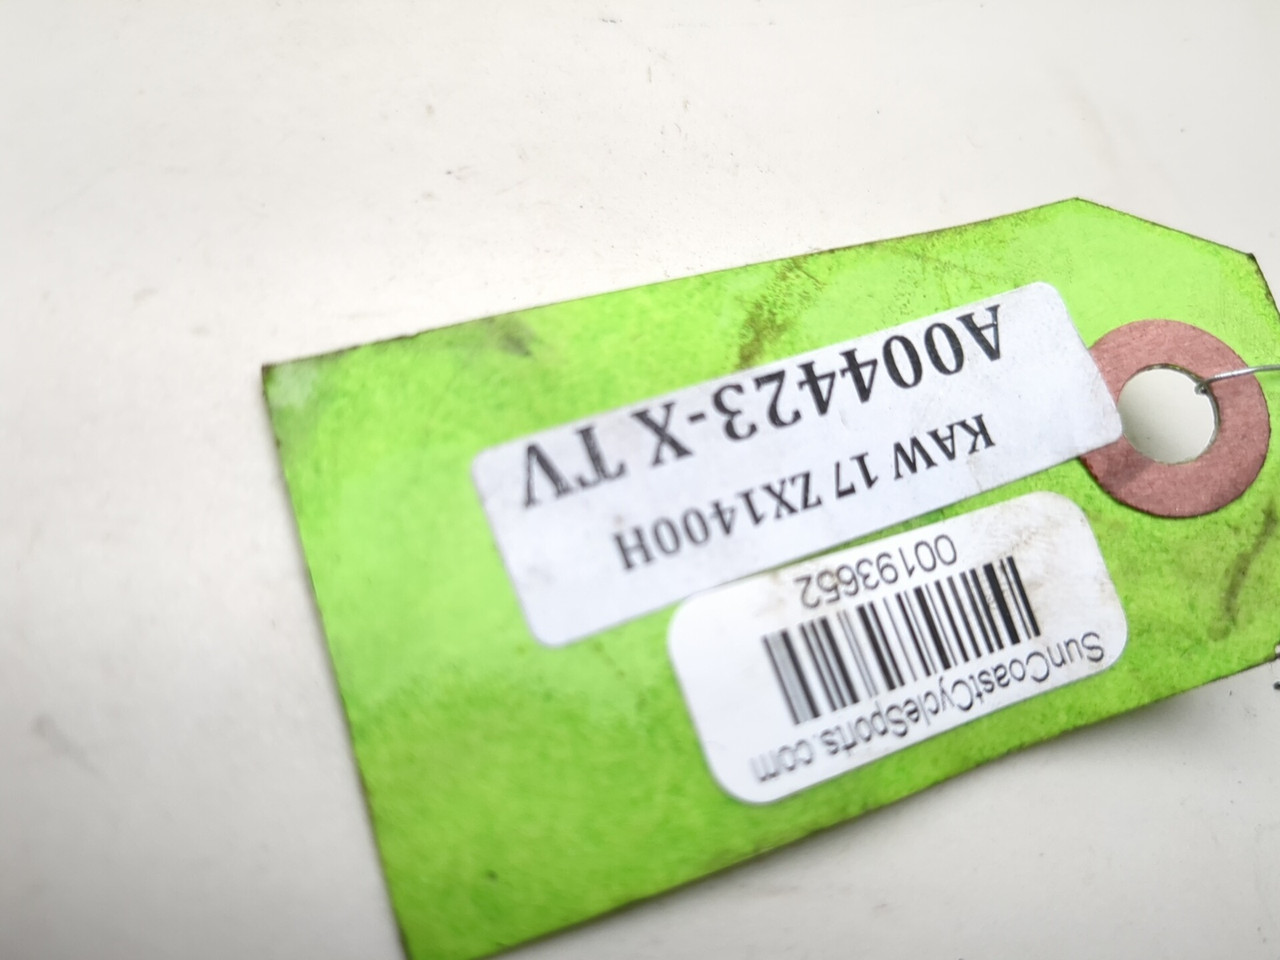 SunCoastCycleSports.com
00193652
KAW 17 ZX1400H
A004423-X TV